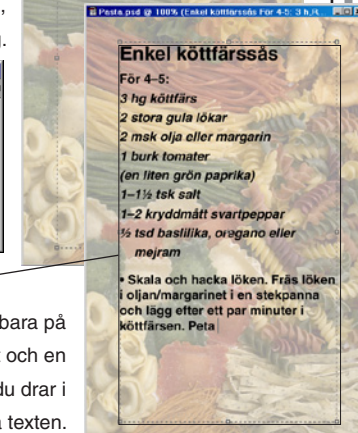 Pasta.psd @ 100% (Enkel köttfärssås För 4-5: 3 h,R...
Enkel köttfärssås
För 4–5:
3 hg köttfärs
2 stora gula lökar
2 msk olja eller margarin
1 burk tomater
(en liten grön paprika)
1–1½ tsk salt
1–2 kryddmått svartpeppar
½ tsd baslilika, oregano eller
mejram
• Skala och hacka löken. Fräs löken
i oljan/margarinet i en stekpanna
och lägg efter ett par minuter i
köttfärsen. Peta
bara på
och en
du drar i
texten.